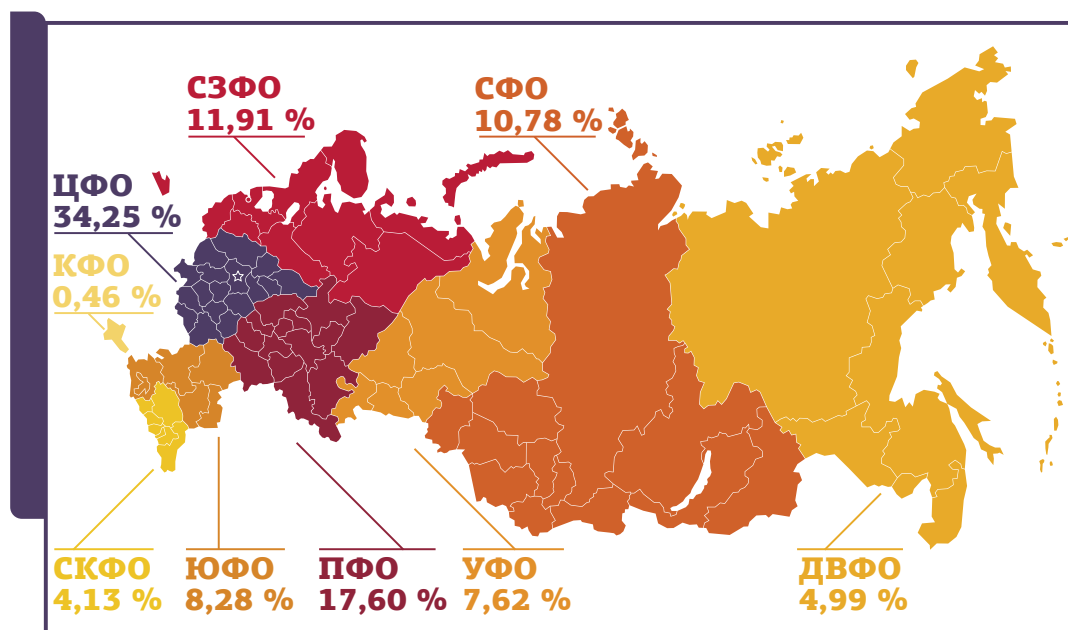 СЗФО
11,91 %
СФО
10,78 %
ЦФО
34,25 %
КФО
0,46 %
СКФО
4,13 %
ЮФО
8,28 %
ПФО
17,60 %
УФО
7,62 %
ДВФО
4,99 %